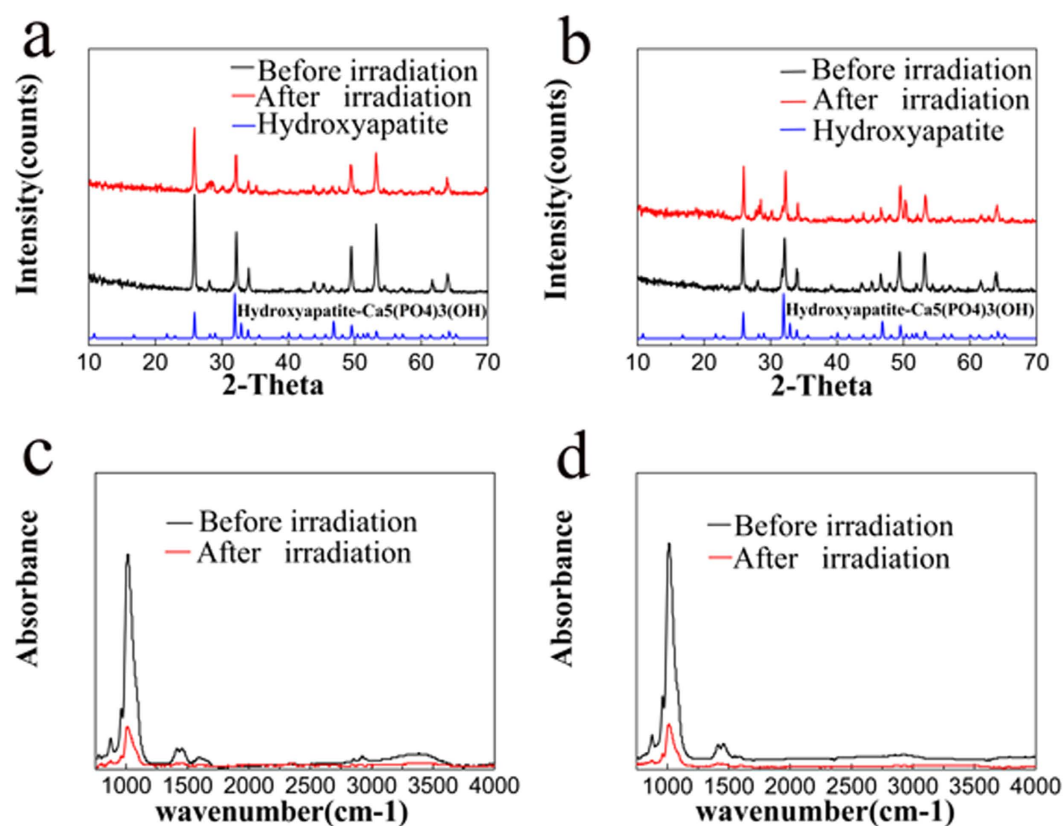 a
Intensity(counts)
Before irradiation
After irradiation
Hydroxyapatite
Hydroxyapatite-Ca5(PO4)3(OH)
10 20 30 40 50 60 70
2-Theta
b
Intensity(counts)
Before irradiation
After irradiation
Hydroxyapatite
Hydroxyapatite-Ca5(PO4)3(OH)
10 20 30 40 50 60 70
2-Theta
c
Absorbance
Before irradiation
After irradiation
1000 1500 2000 2500 3000 3500 4000
wavenumber(cm-1)
d
Absorbance
Before irradiation
After irradiation
1000 1500 2000 2500 3000 3500 4000
wavenumber(cm-1)